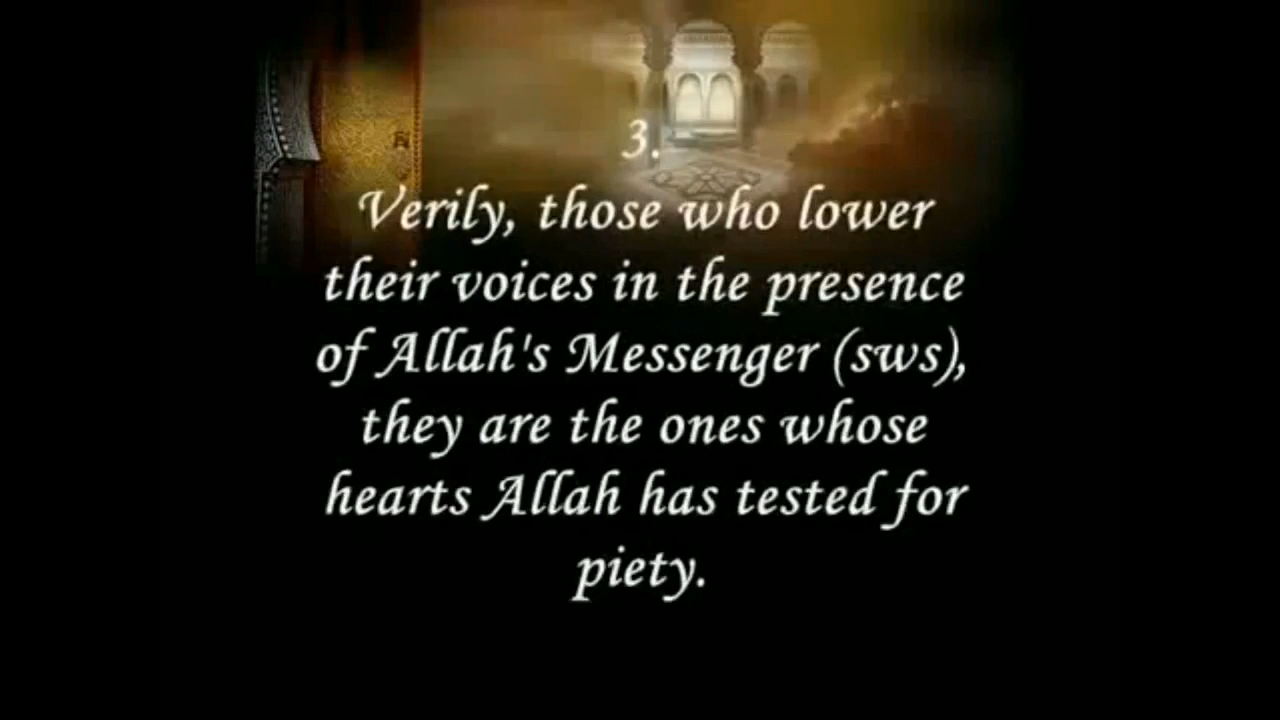 3.
Verily, those who lower
their voices in the presence
of Allah's Messenger (sws),
they are the ones whose
hearts Allah has tested for
piety.